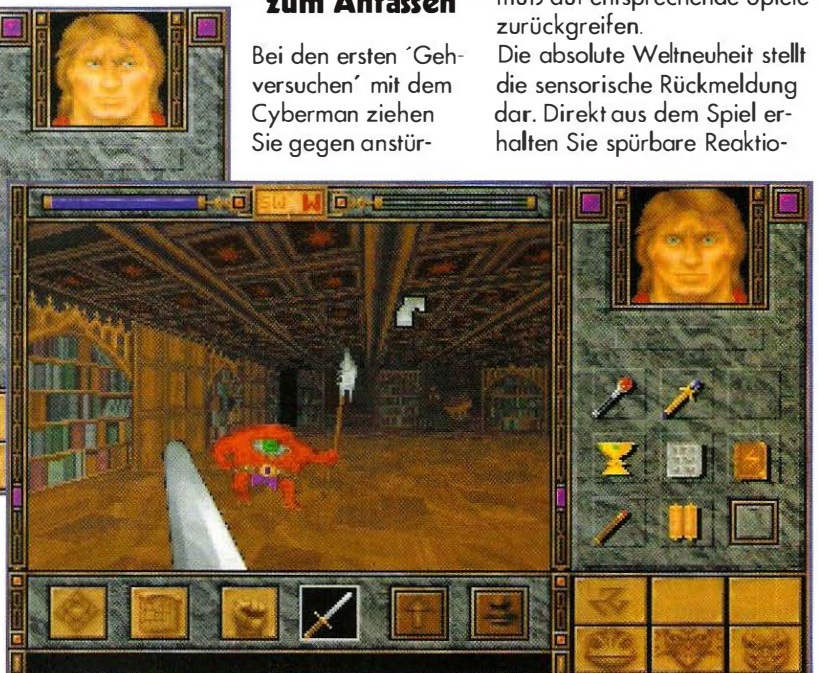 zum Anfassen
Bei den ersten ´Geh-
versuchen´ mit dem
Cyberman ziehen
Sie gegen anstür-
muß auf entsprechende Spiele
zurückgreifen.
Die absolute Weltneuheit stellt
die sensorische Rückmeldung
dar. Direkt aus dem Spiel er-
halten Sie spürbare Reaktio-
SW W